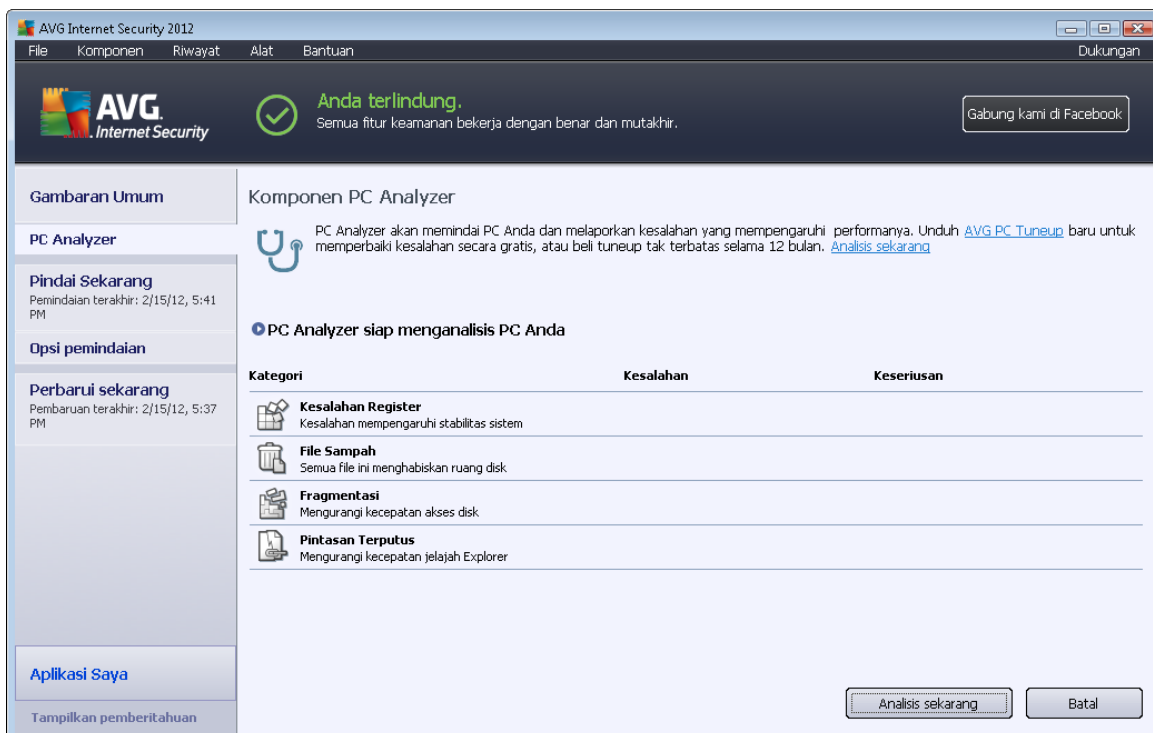 AVG Internet Security 2012
File Komponen Riwayat Alat Bantuan Dukungan
AVG.
Internet Security
Anda terlindung.
Semua fitur keamanan bekerja dengan benar dan mutakhir.
Gabung kami di Facebook
Gambaran Umum
PC Analyzer
Pindai Sekarang
Pemindaian terakhir: 2/15/12, 5:41
PM
Opsi pemindaian
Perbarui sekarang
Pembaruan terakhir: 2/15/12, 5:37
PM
Aplikasi Saya
Tampilkan pemberitahuan
Komponen PC Analyzer
PC Analyzer akan memindai PC Anda dan melaporkan kesalahan yang mempengaruhi performanya. Unduh AVG PC Tuneup baru untuk
memperbaiki kesalahan secara gratis, atau beli tuneup tak terbatas selama 12 bulan. Analisis sekarang
PC Analyzer siap menganalisis PC Anda
Kategori Kesalahan Keseriusan
Kesalahan Register
Kesalahan mempengaruhi stabilitas sistem
File Sampah
Semua file ini menghabiskan ruang disk
Fragmentasi
Mengurangi kecepatan akses disk
Pintasan Terputus
Mengurangi kecepatan jelajah Explorer
Analisis sekarang Batal